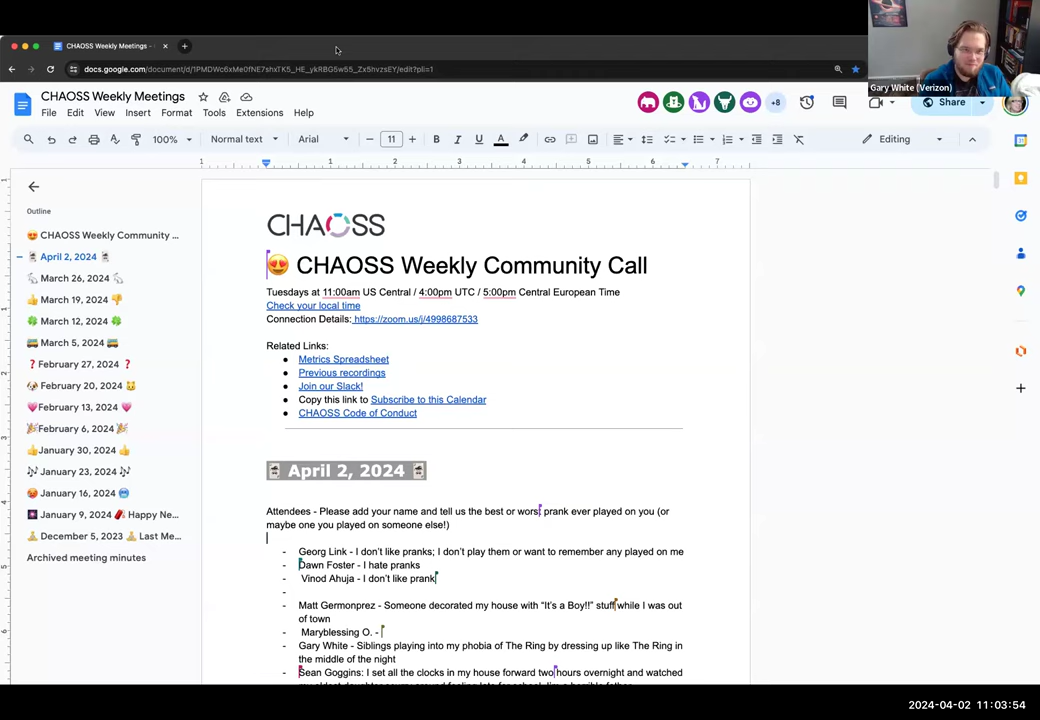 CHAOSS Weekly Meetings -
docs.google.com/document/d/1PMDWc6xMe0fNE7shxTK5_HE_ykRBG5w55_Zx5hvzsEY/edit?pli=1
Gary White (Verizon)
CHAOSS Weekly Meetings
File Edit View Insert Format Tools Extensions Help
+8
Share
100% Normal text Arial 11 Editing
1 1 2 3 4 5 6 7
Outline
😍 CHAOSS Weekly Community ...
April 2, 2024
March 26, 2024
👍 March 19, 2024 👎
🍀 March 12, 2024 🍀
March 5, 2024
❓ February 27, 2024 ❓
🐶 February 20, 2024 🐱
💗 February 13, 2024 💗
🎉 February 6, 2024 🎉
👍 January 30, 2024 👍
🎶 January 23, 2024 🎶
🥵 January 16, 2024 🥶
🎆 January 9, 2024 🧨 Happy Ne...
December 5, 2023 Last Me...
Archived meeting minutes
CHAOSS
😍 CHAOSS Weekly Community Call
Tuesdays at 11:00am US Central / 4:00pm UTC / 5:00pm Central European Time
Check your local time
Connection Details: https://zoom.us/j/4998687533
Related Links:
● Metrics Spreadsheet
● Previous recordings
● Join our Slack!
● Copy this link to Subscribe to this Calendar
● CHAOSS Code of Conduct
April 2, 2024
Attendees - Please add your name and tell us the best or worst prank ever played on you (or
maybe one you played on someone else!)
- Georg Link - I don't like pranks; I don't play them or want to remember any played on me
- Dawn Foster - I hate pranks
- Vinod Ahuja - I don't like prank
-
- Matt Germonprez - Someone decorated my house with "It's a Boy!!" stuff while I was out
of town
- Maryblessing O. -
- Gary White - Siblings playing into my phobia of The Ring by dressing up like The Ring in
the middle of the night
- Sean Goggins: I set all the clocks in my house forward two hours overnight and watched
2024-04-02 11:03:54